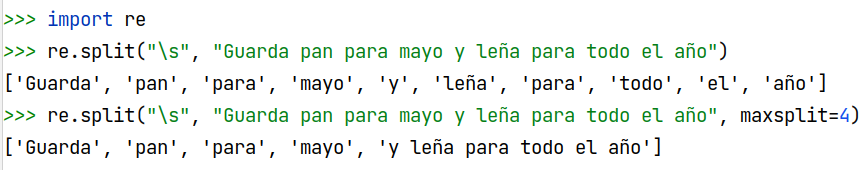 >>> import re
>>> re.split("\s", "Guarda pan para mayo y leña para todo el año")
['Guarda', 'pan', 'para', 'mayo', 'y', 'leña', 'para', 'todo', 'el', 'año']
>>> re.split("\s", "Guarda pan para mayo y leña para todo el año", maxsplit=4)
['Guarda', 'pan', 'para', 'mayo', 'y leña para todo el año']